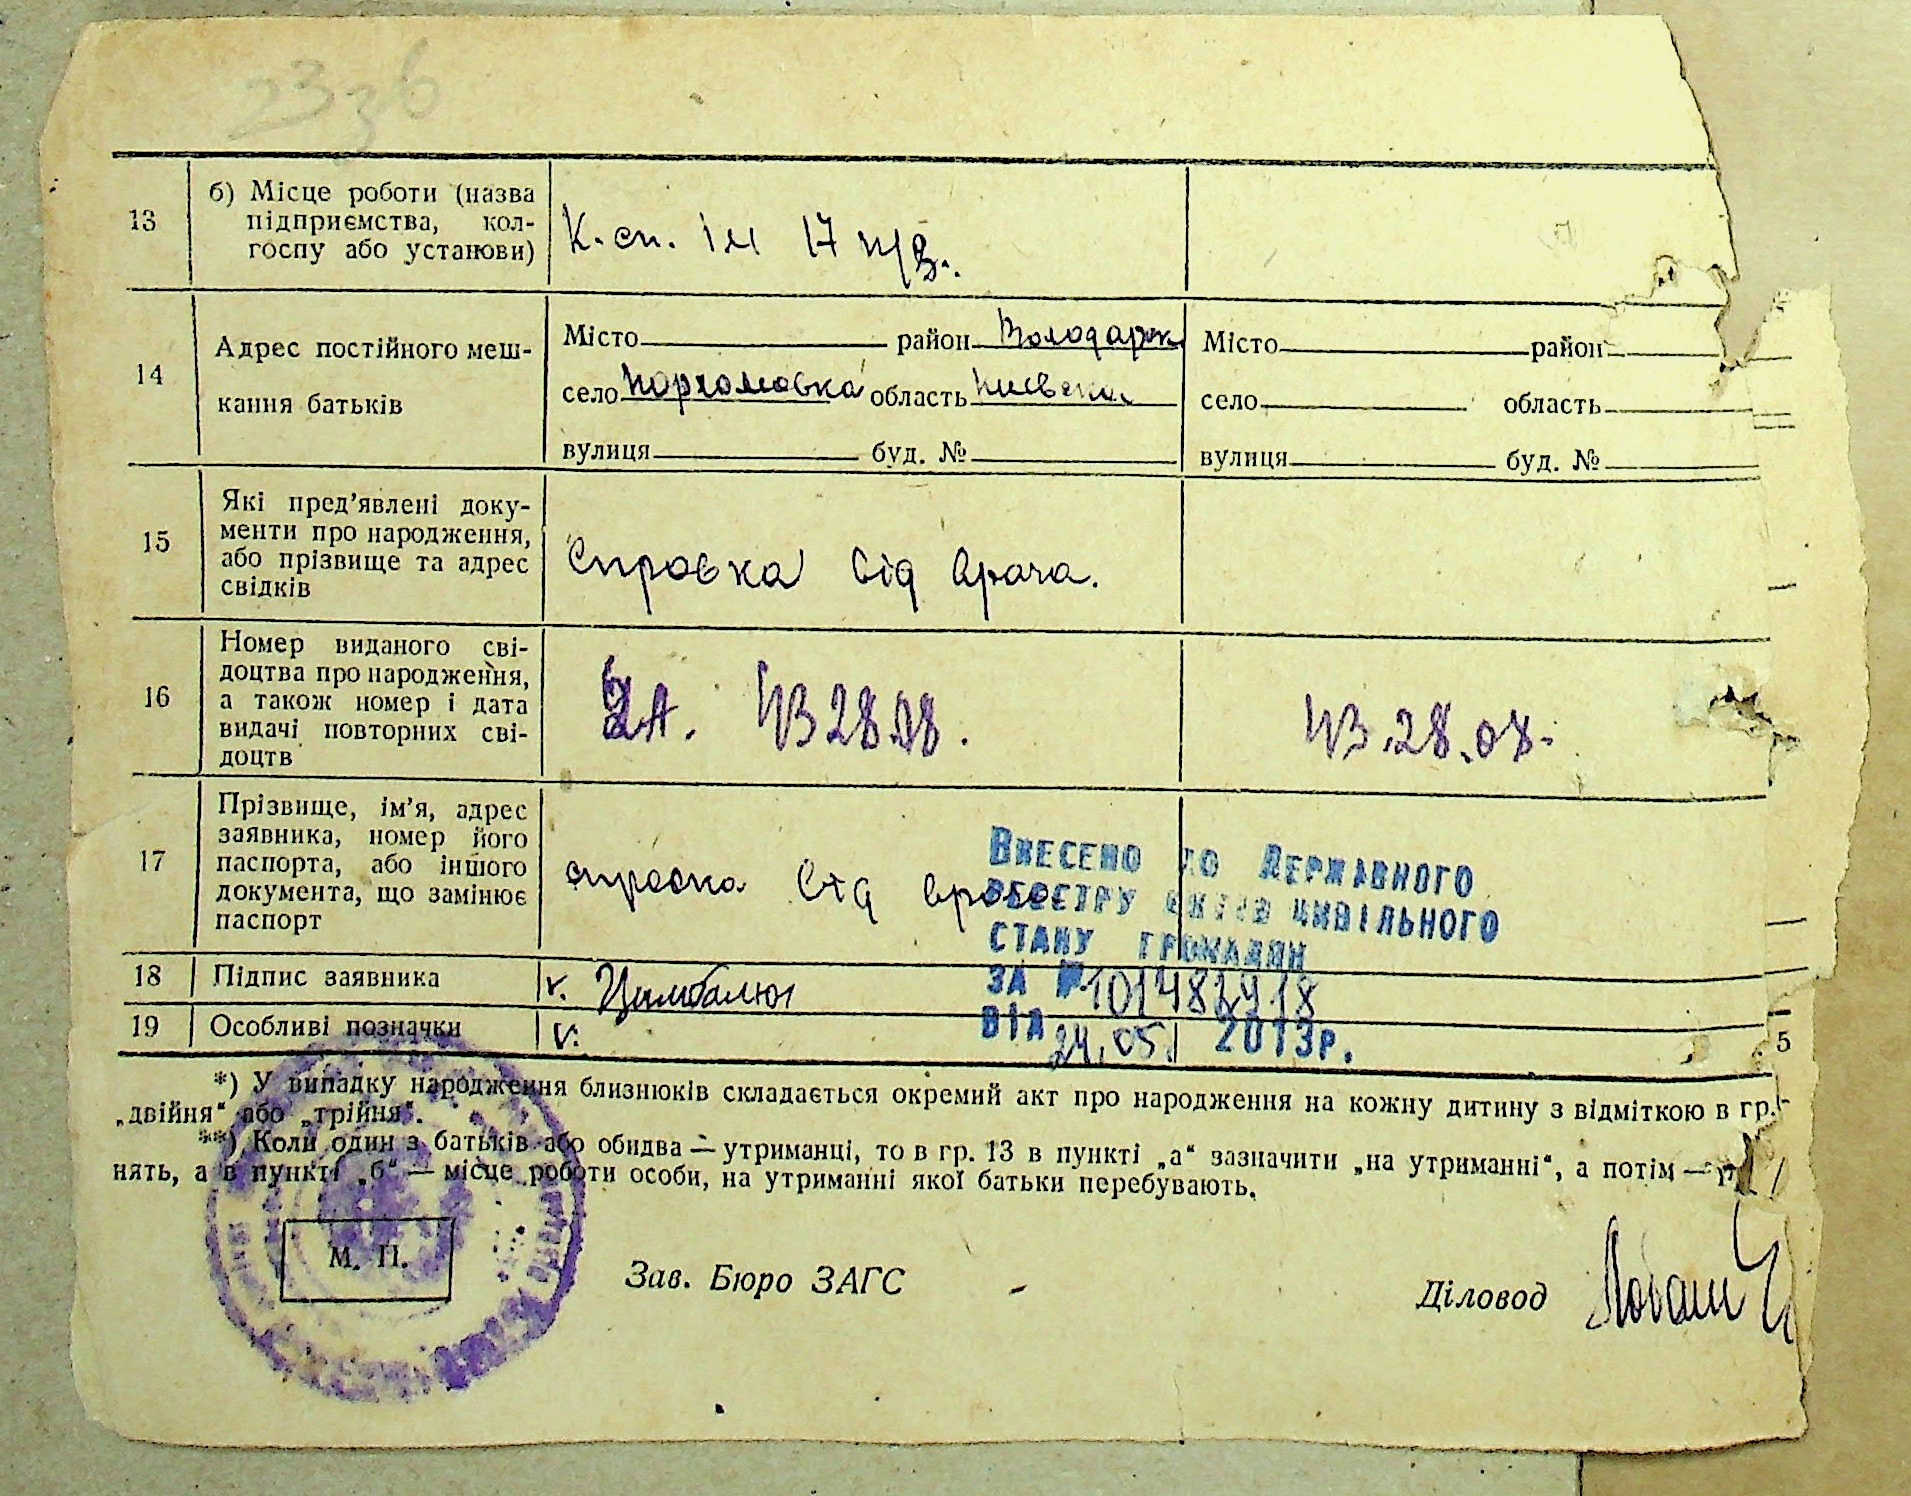 2336
13
б) Місце роботи (назва
підприємства, кол-
госпу або установи)
К-сп. ім 17 п/з.
14
Адрес постійного меш-
кання батьків
Місто район Володарк
село область Київська
вулиця буд. №
Місто район
село область
вулиця буд. №
15
Які пред'явлені доку-
менти про народження,
або прізвище та адрес
свідків
Справка від врача.
16
Номер виданого сві-
доцтва про народження,
а також номер і дата
видачі повторних сві-
доцтв
17
Прізвище, ім'я, адрес
заявника, номер його
паспорта, або іншого
документа, що замінює
паспорт
справка від врача
Внесено до Державного
реєстру актів цивільного
стану громадян
за № 101482918
від 24.05. 2013р.
18
Підпис заявника
v. Цимбалюк
19
Особливі позначки
v.
5
*) У випадку народження близнюків складається окремий акт про народження на кожну дитину з відміткою в гр.
„двійня“ або „трійня“.
**) Коли один з батьків або обидва — утриманці, то в гр. 13 в пункті „а“ зазначити „на утриманні“, а потім —
нять, а в пункті „б“ — місце роботи особи, на утриманні якої батьки перебувають.
М. П.
Зав. Бюро ЗАГС
Діловод